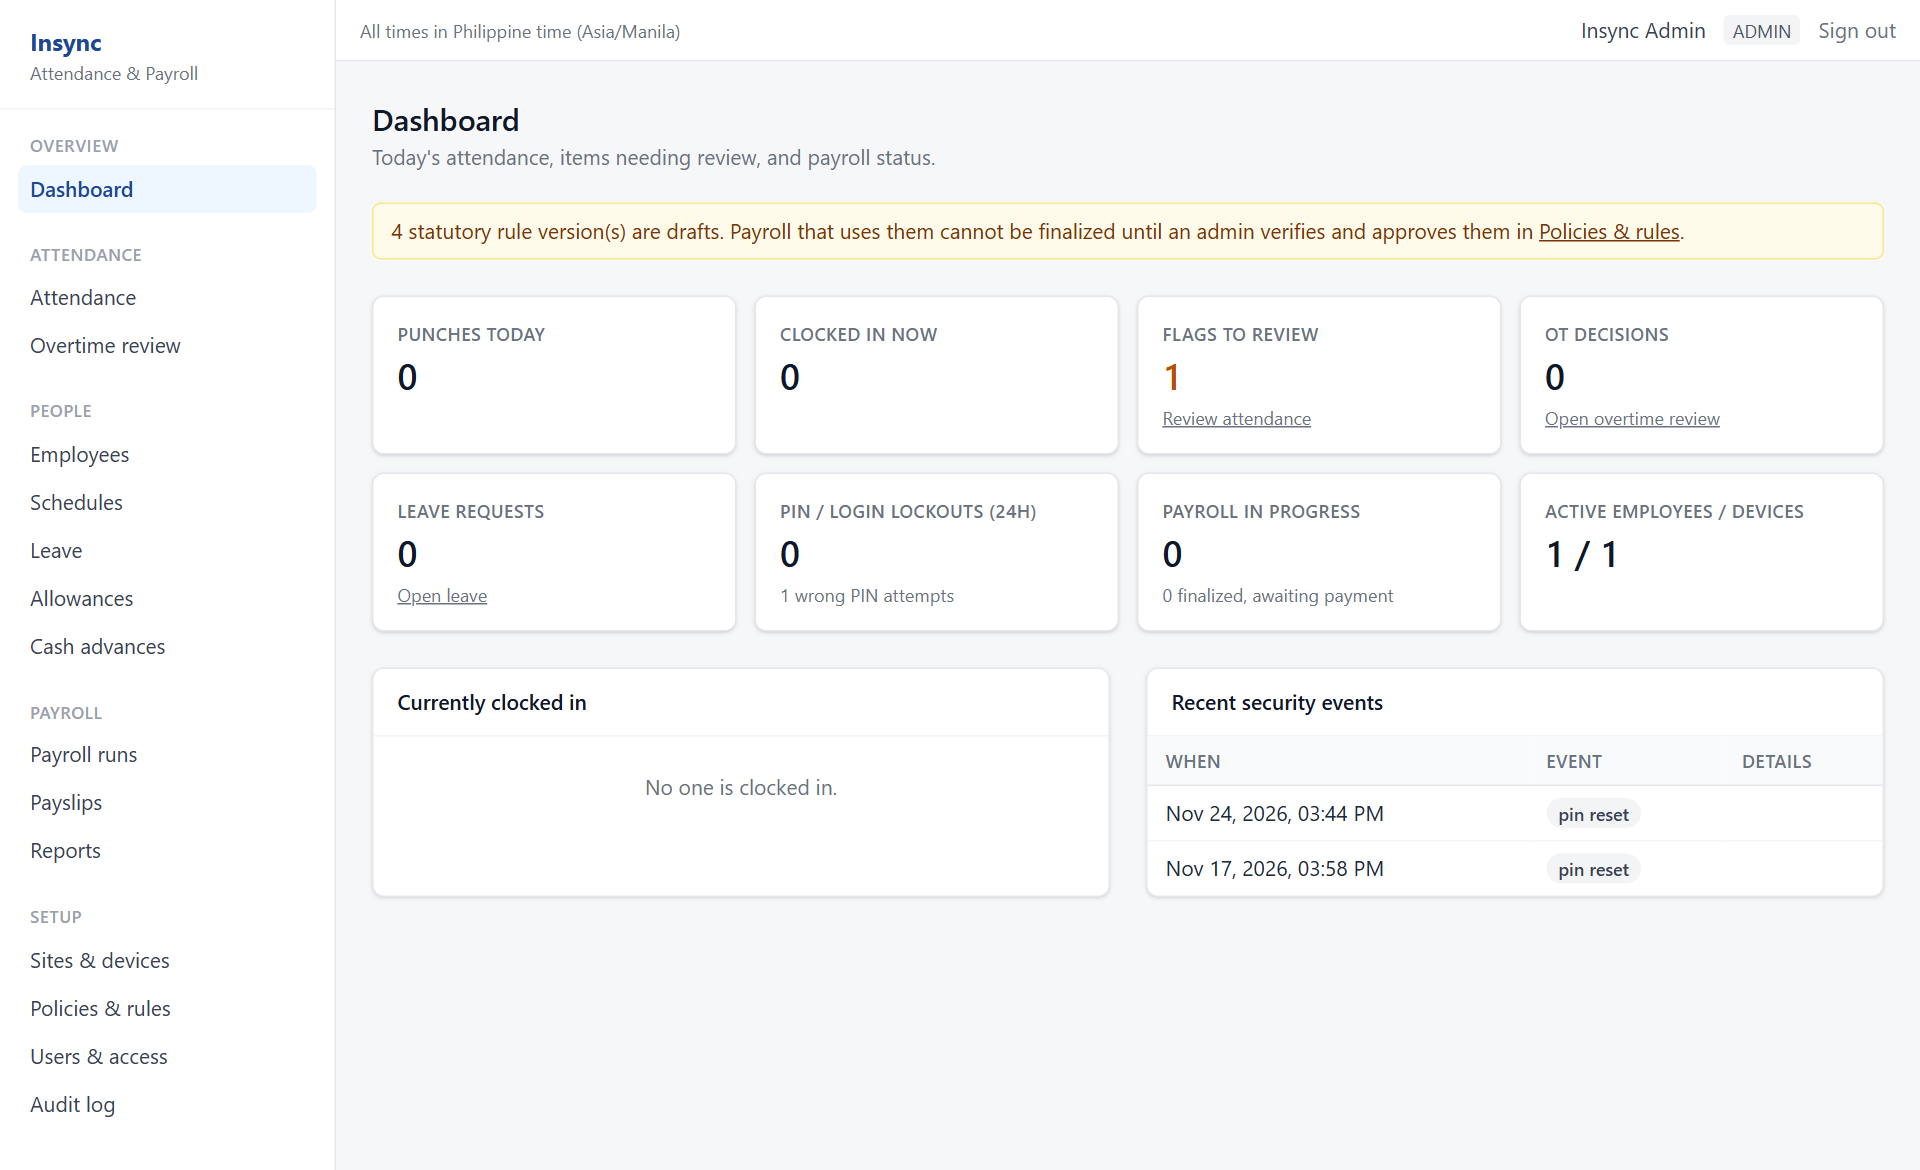 Insync
Attendance & Payroll
OVERVIEW
Dashboard
ATTENDANCE
Attendance
Overtime review
PEOPLE
Employees
Schedules
Leave
Allowances
Cash advances
PAYROLL
Payroll runs
Payslips
Reports
SETUP
Sites & devices
Policies & rules
Users & access
Audit log
All times in Philippine time (Asia/Manila)
Insync Admin ADMIN Sign out
Dashboard
Today's attendance, items needing review, and payroll status.
4 statutory rule version(s) are drafts. Payroll that uses them cannot be finalized until an admin verifies and approves them in Policies & rules.
PUNCHES TODAY
0
CLOCKED IN NOW
0
FLAGS TO REVIEW
1
Review attendance
OT DECISIONS
0
Open overtime review
LEAVE REQUESTS
0
Open leave
PIN / LOGIN LOCKOUTS (24H)
0
1 wrong PIN attempts
PAYROLL IN PROGRESS
0
0 finalized, awaiting payment
ACTIVE EMPLOYEES / DEVICES
1 / 1
Currently clocked in
No one is clocked in.
Recent security events
WHEN EVENT DETAILS
Nov 24, 2026, 03:44 PM pin reset
Nov 17, 2026, 03:58 PM pin reset